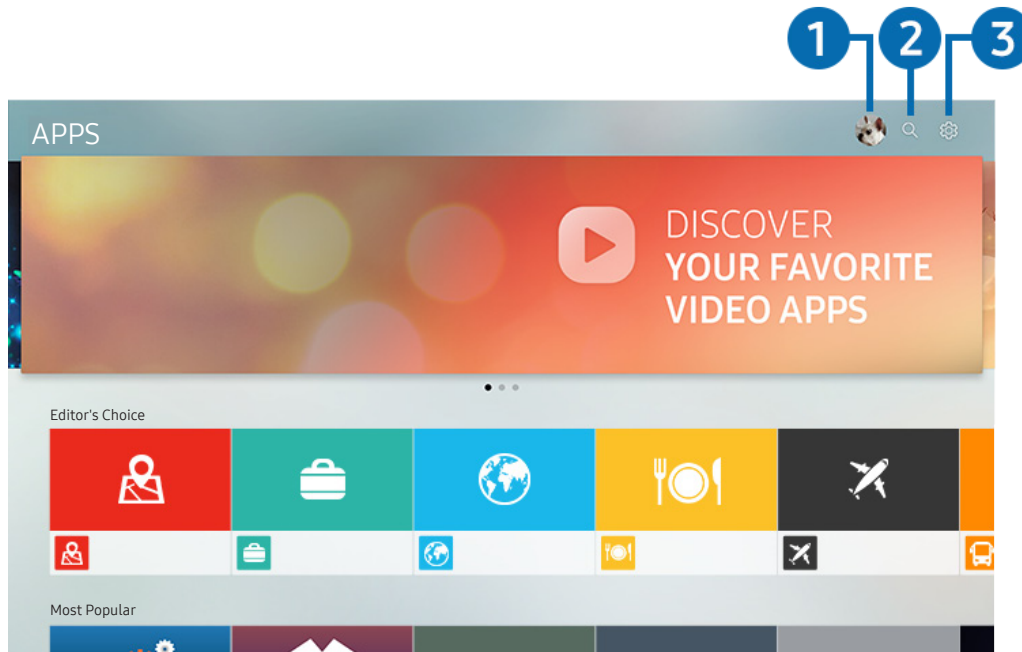 1 2 3
APPS
DISCOVER
YOUR FAVORITE
VIDEO APPS
Editor's Choice
Most Popular